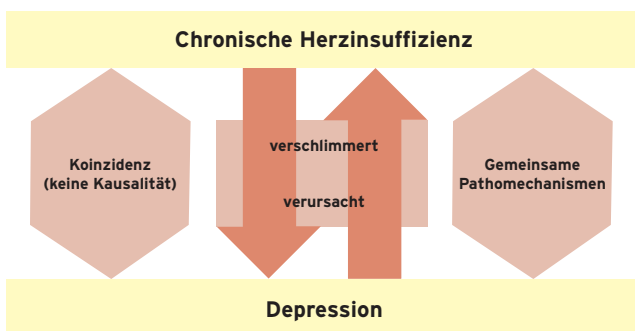 Chronische Herzinsuffizienz
Koinzidenz
(keine Kausalität)
verschlimmert
verursacht
Gemeinsame
Pathomechanismen
Depression